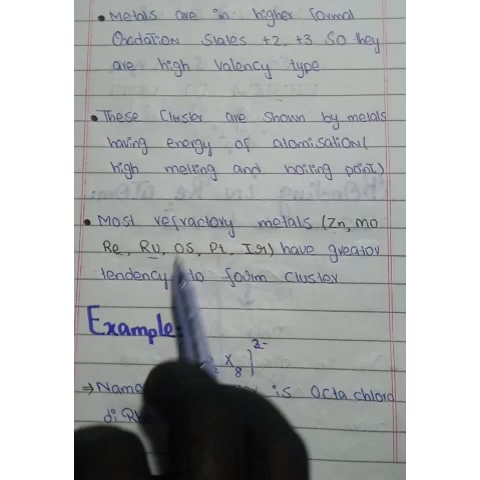 • Metals are in higher formal
Oxidation States +2, +3 So they
are high valency type
• These Cluster are shown by metals
having energy of atomisation(
high melting and boiling point.)
• Most refractory metals (Zn, Mo
Re, Ru, OS, Pt, Ir) have greater
tendency to form Cluster
Example:
X8]2-
⇒ Name is Octa chloro
di